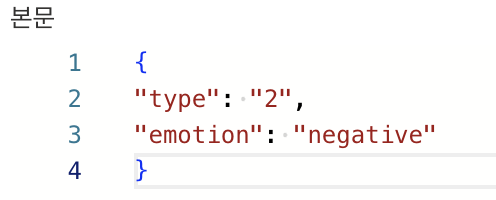 본문
1 {
2 "type": "2",
3 "emotion": "negative"
4 }